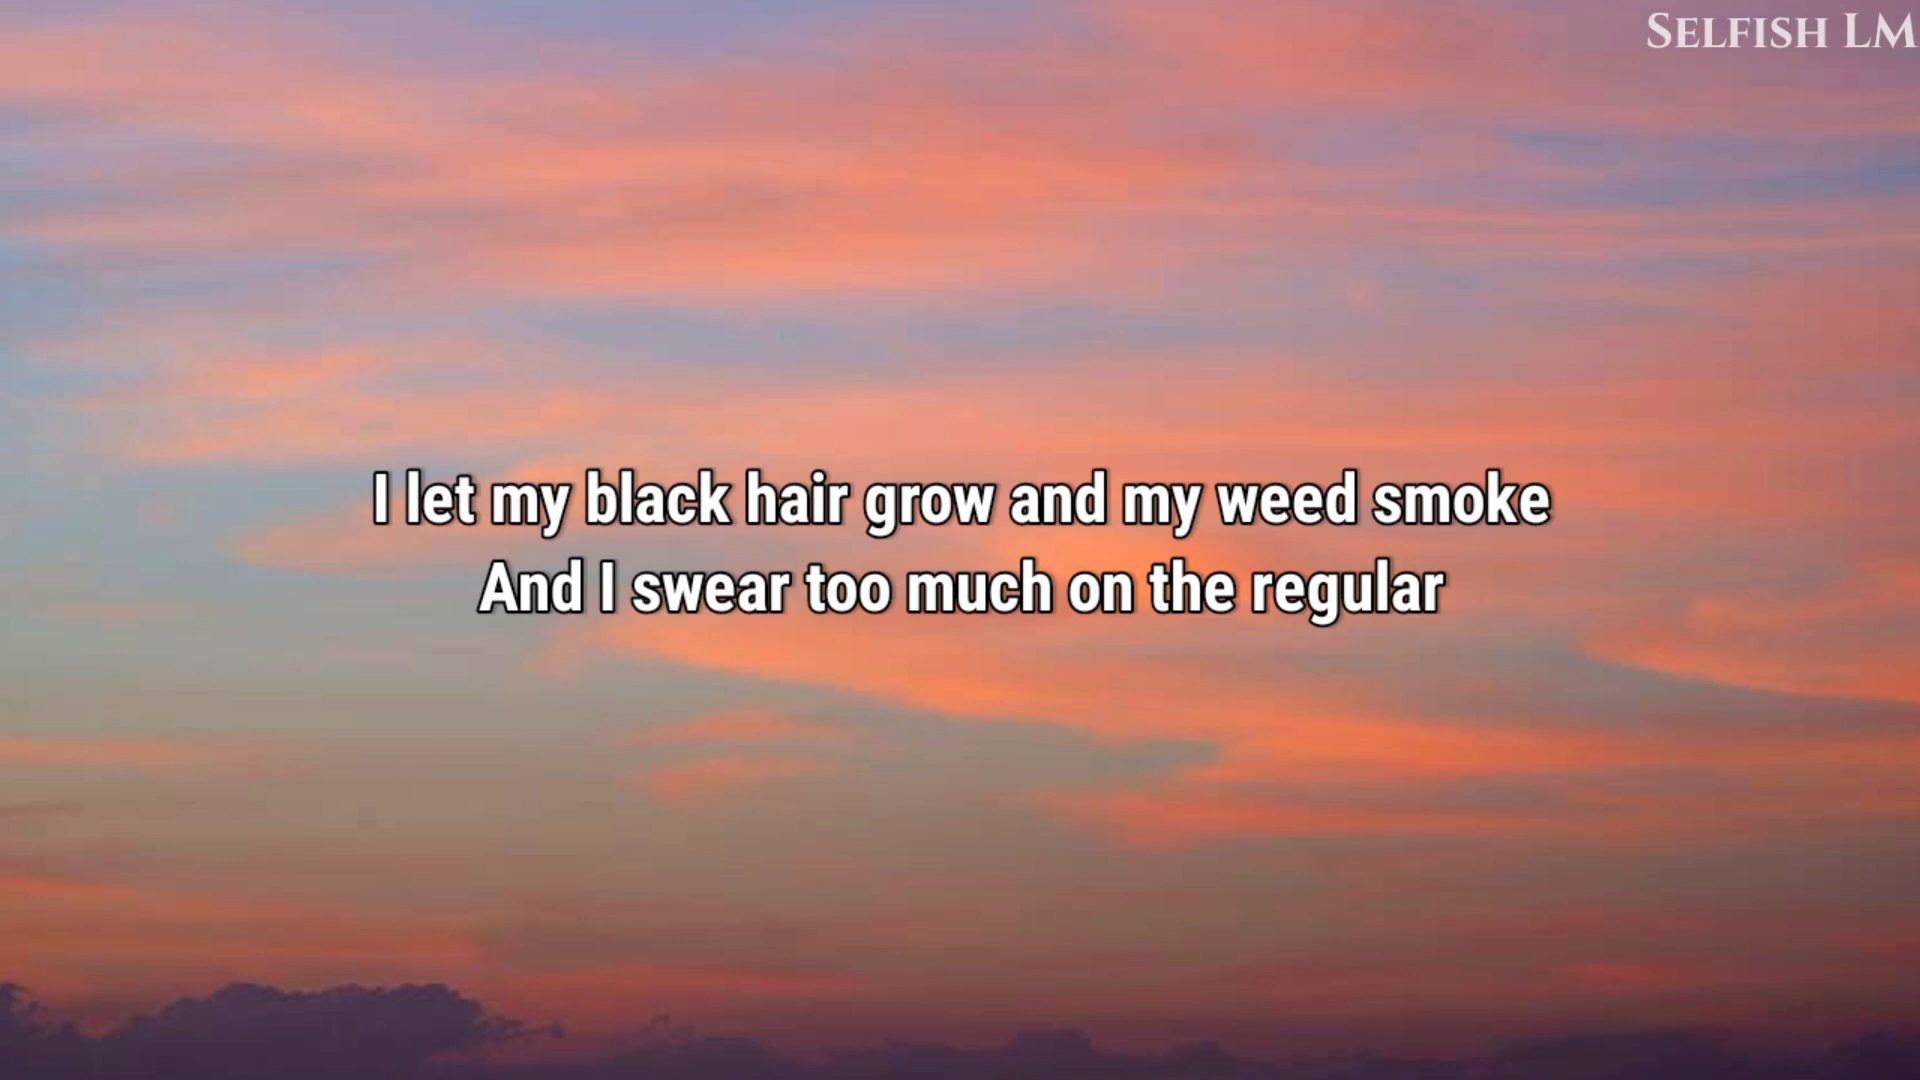 SELFISH LM
I let my black hair grow and my weed smoke
And I swear too much on the regular